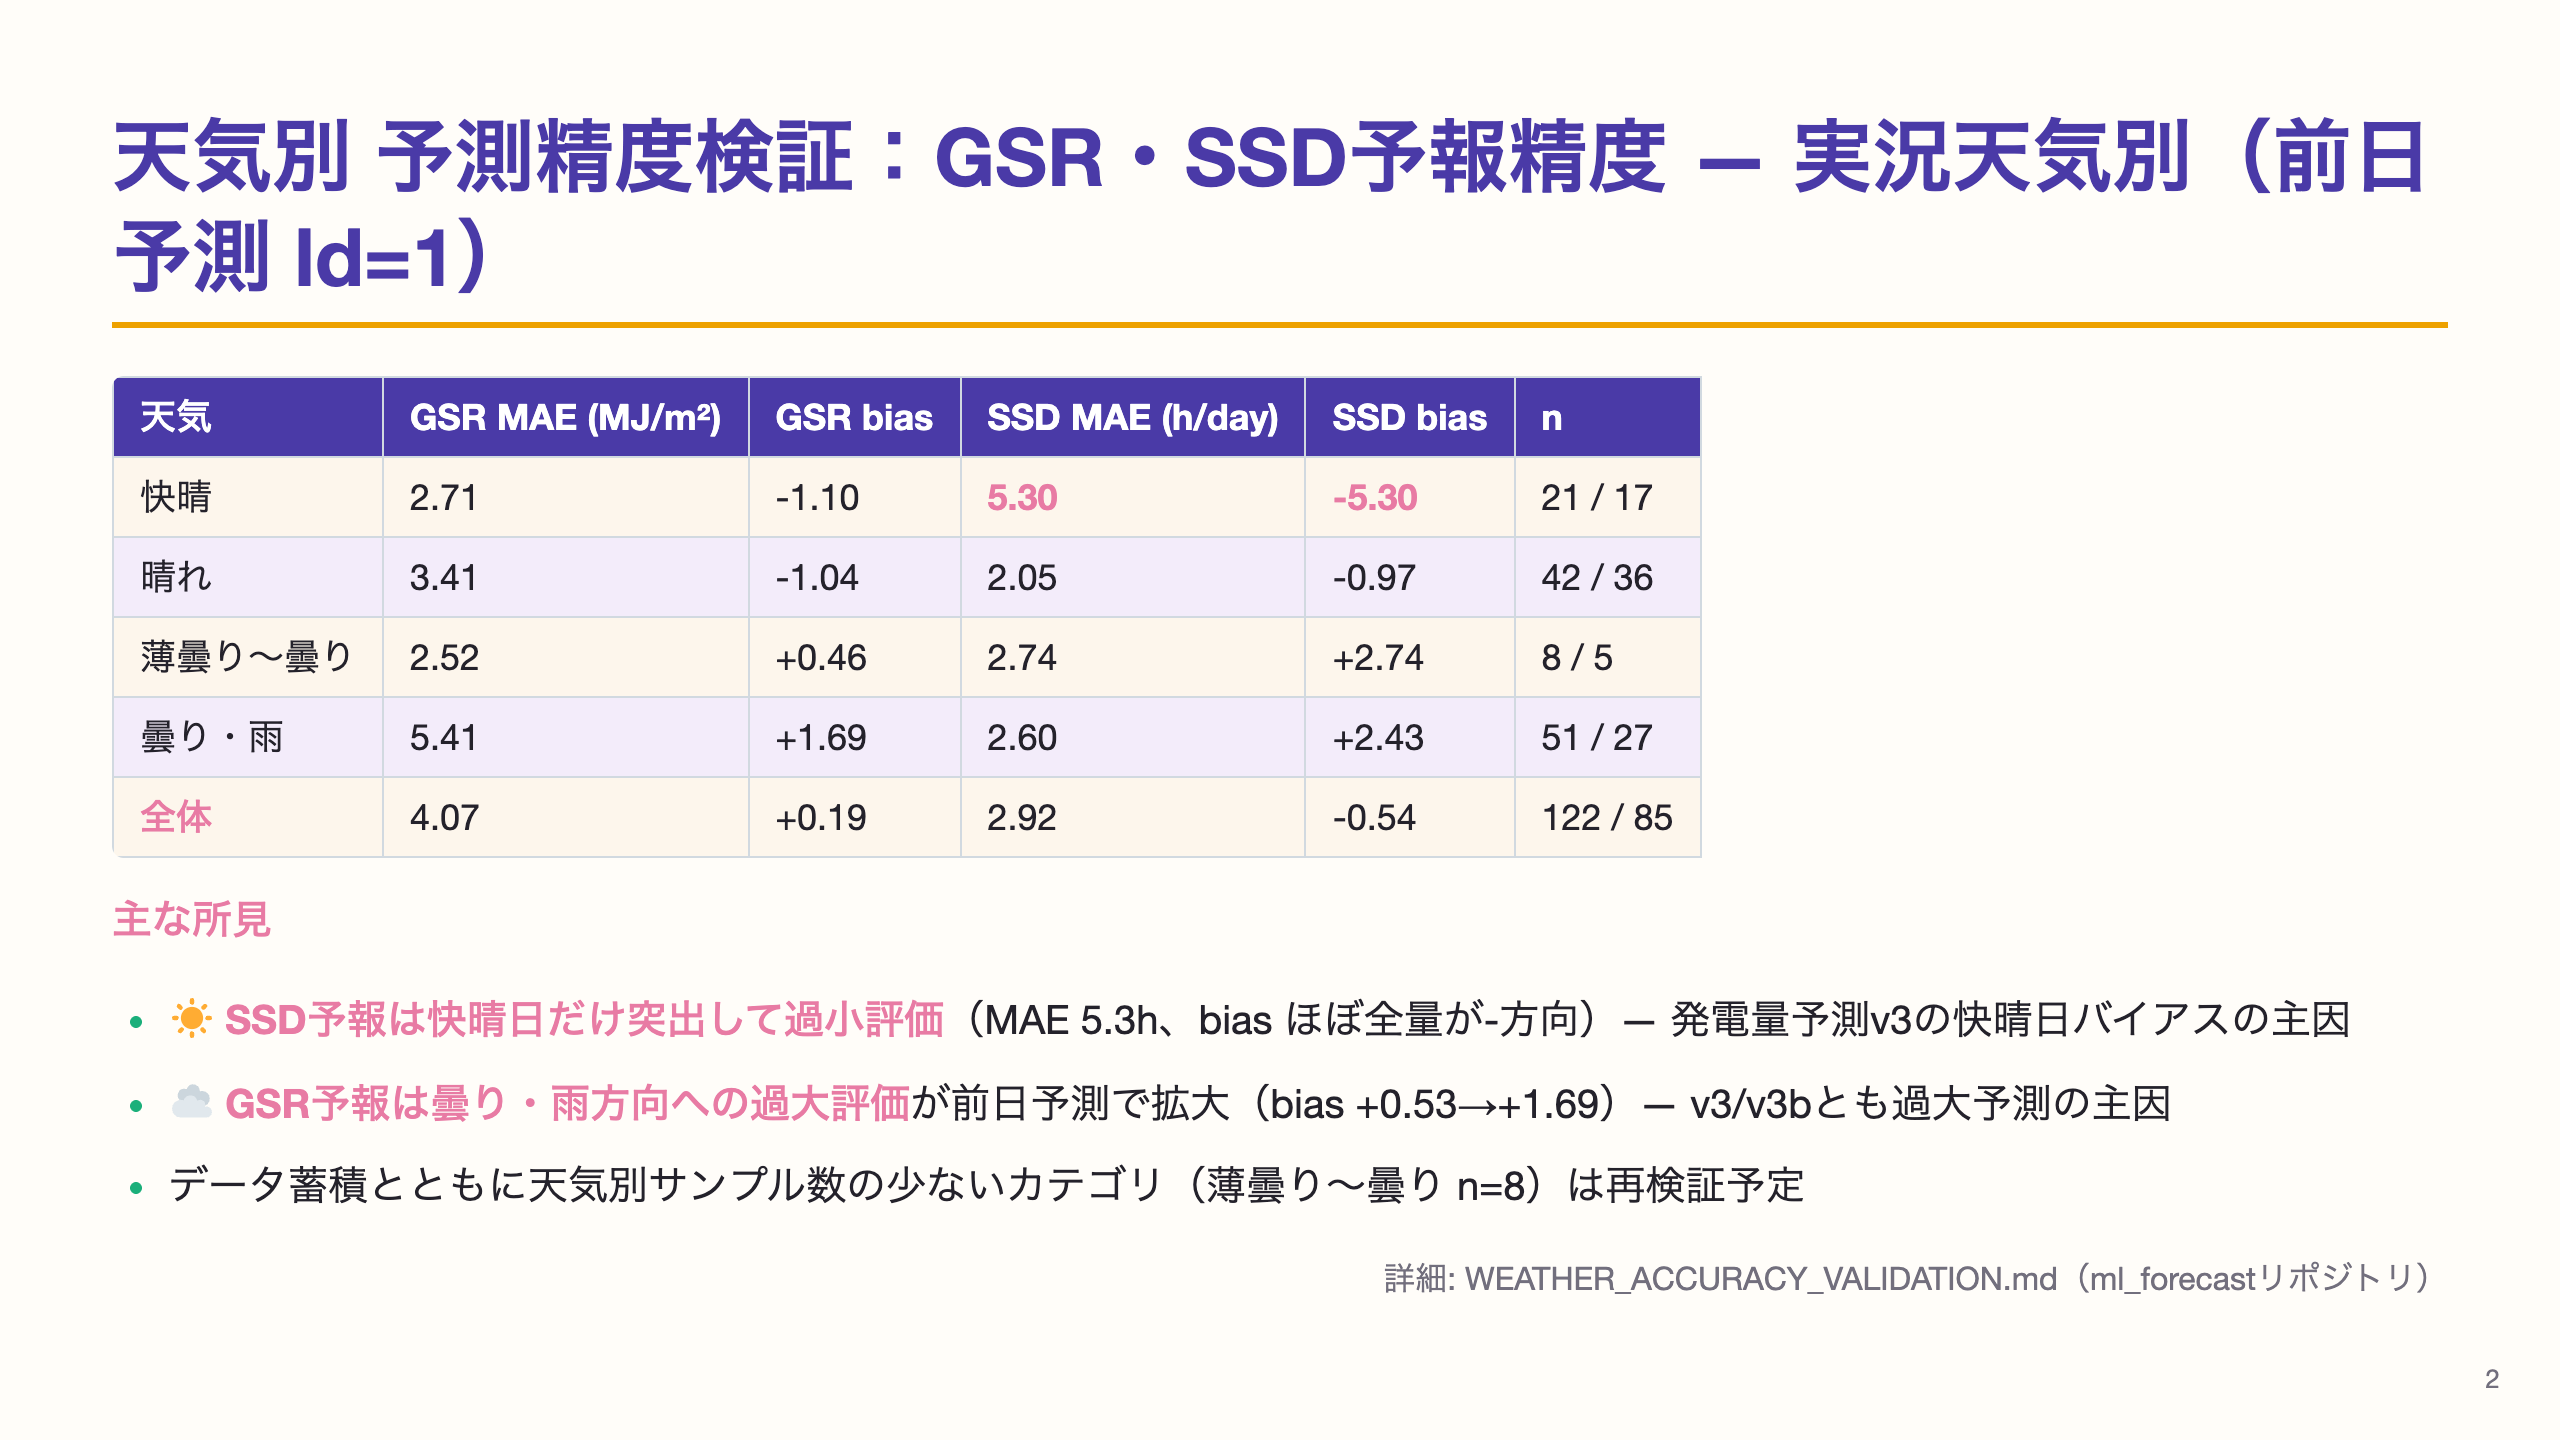 天気別 予測精度検証：GSR・SSD予報精度 — 実況天気別（前日
予測 ld=1）
天気 GSR MAE (MJ/m²) GSR bias SSD MAE (h/day) SSD bias n
快晴 2.71 -1.10 5.30 -5.30 21 / 17
晴れ 3.41 -1.04 2.05 -0.97 42 / 36
薄曇り〜曇り 2.52 +0.46 2.74 +2.74 8 / 5
曇り・雨 5.41 +1.69 2.60 +2.43 51 / 27
全体 4.07 +0.19 2.92 -0.54 122 / 85
主な所見
• ☀️ SSD予報は快晴日だけ突出して過小評価（MAE 5.3h、bias ほぼ全量が-方向）— 発電量予測v3の快晴日バイアスの主因
• ☁️ GSR予報は曇り・雨方向への過大評価が前日予測で拡大（bias +0.53→+1.69）— v3/v3bとも過大予測の主因
• データ蓄積とともに天気別サンプル数の少ないカテゴリ（薄曇り〜曇り n=8）は再検証予定
詳細: WEATHER_ACCURACY_VALIDATION.md（ml_forecastリポジトリ）
2